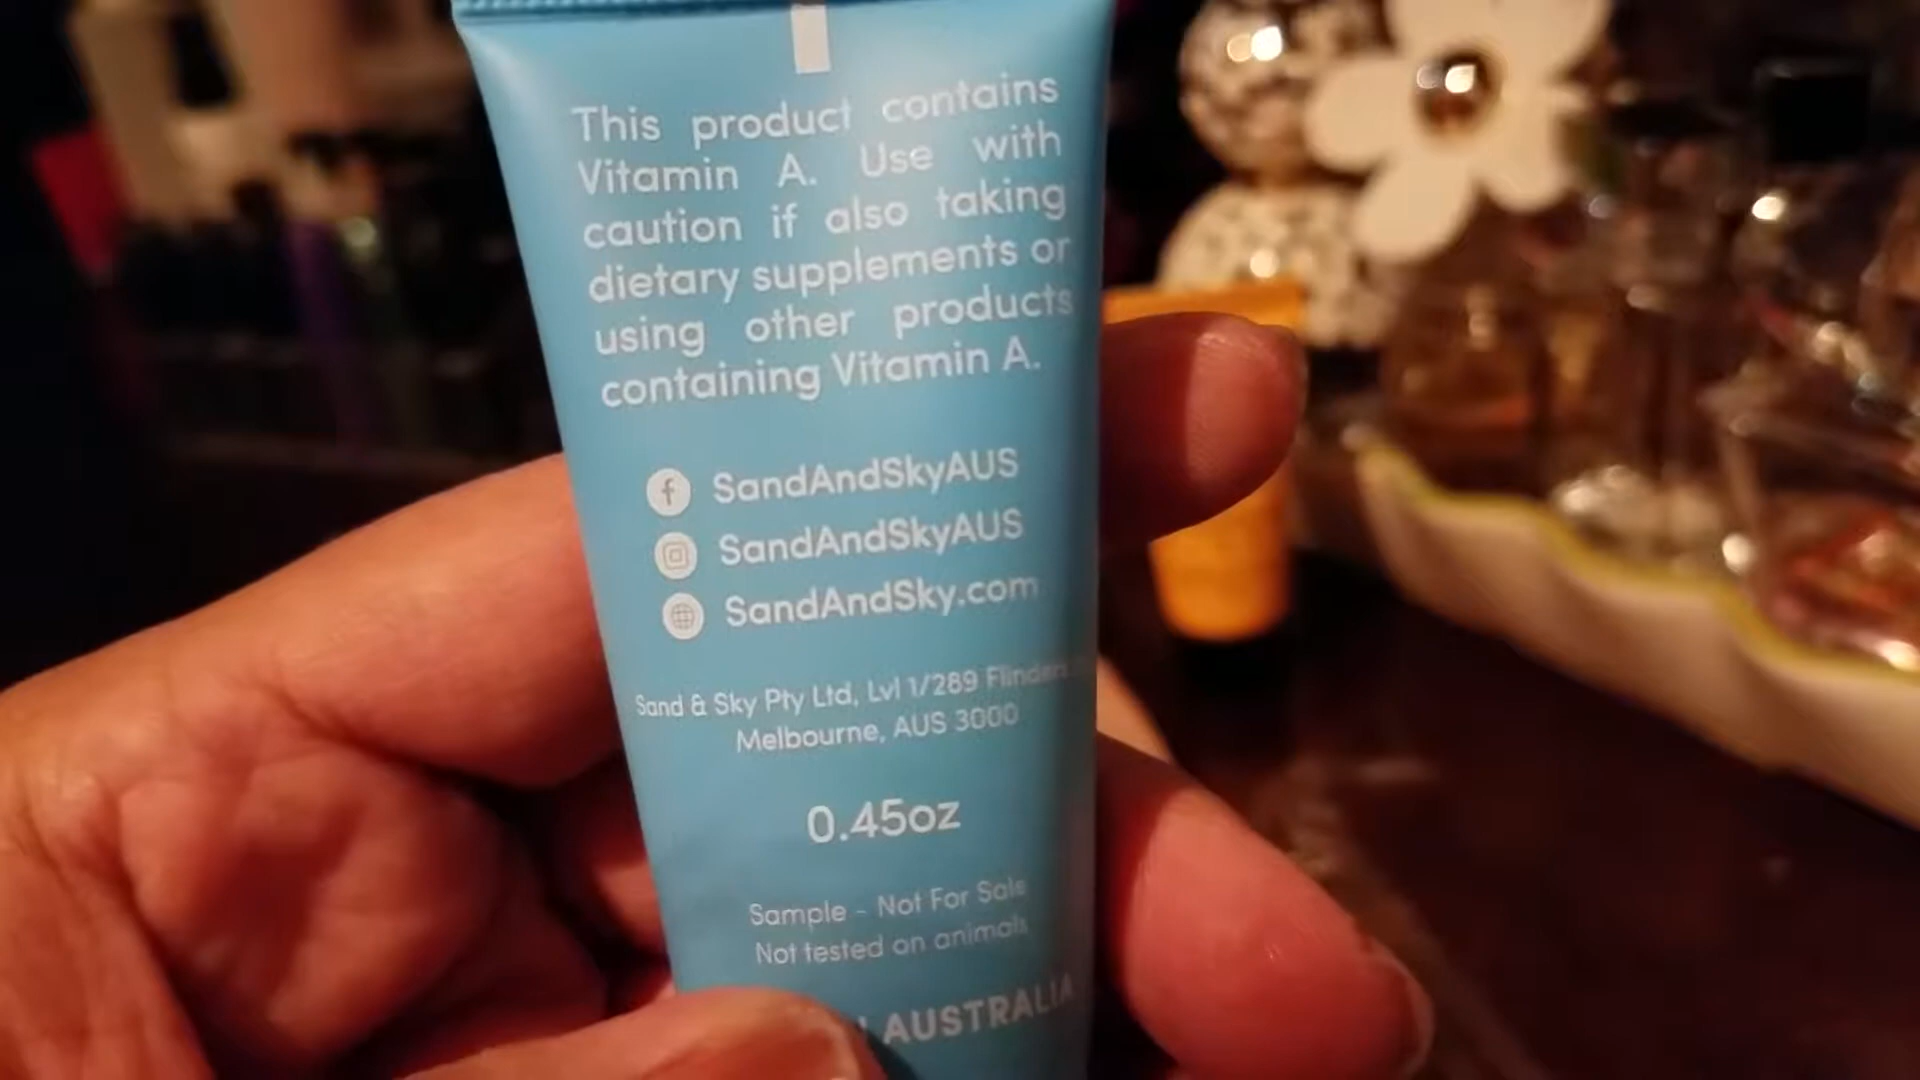 This product contains
Vitamin A. Use with
caution if also taking
dietary supplements or
using other products
containing Vitamin A.
SandAndSkyAUS
SandAndSkyAUS
SandAndSky.com
Sand & Sky Pty Ltd, Lvl 1/289 Flinders
Melbourne, AUS 3000
0.45oz
Sample - Not For Sale
Not tested on animals
AUSTRALIA